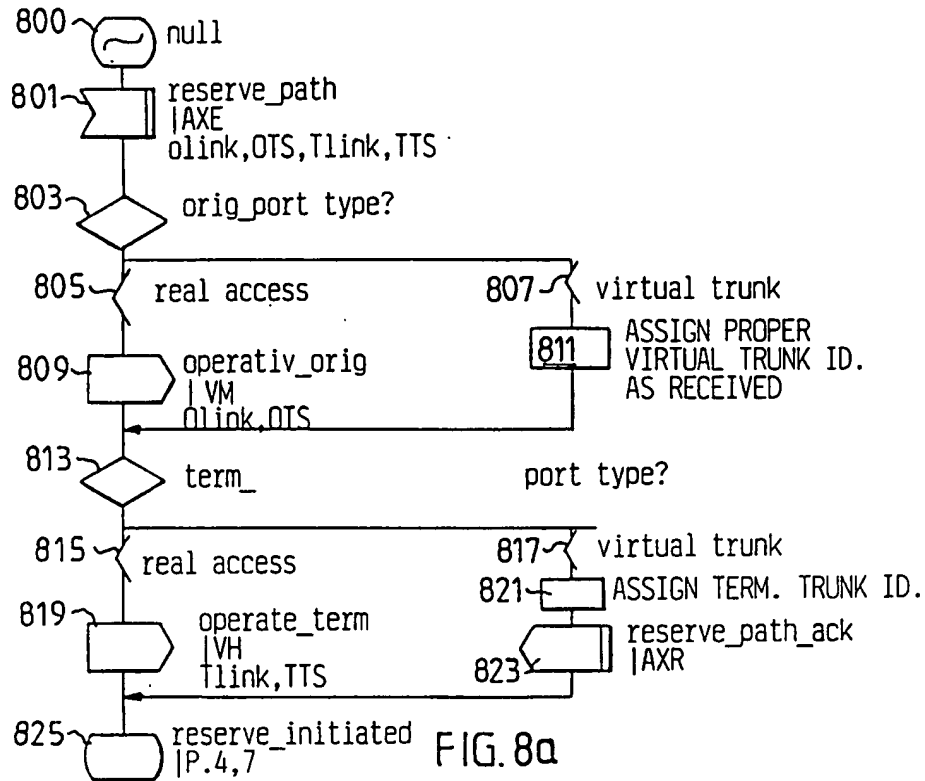 800 null
801 reserve_path
|AXE
olink,OTS,Tlink,TTS
803 orig_port type?
805 real access
807 virtual trunk
809 operativ_orig
|VM
Olink,OTS
811 ASSIGN PROPER
VIRTUAL TRUNK ID.
AS RECEIVED
813 term_ port type?
815 real access
817 virtual trunk
819 operate_term
|VH
Tlink,TTS
821 ASSIGN TERM. TRUNK ID.
823 reserve_path_ack
|AXR
825 reserve_initiated
|P.4,7
FIG. 8a